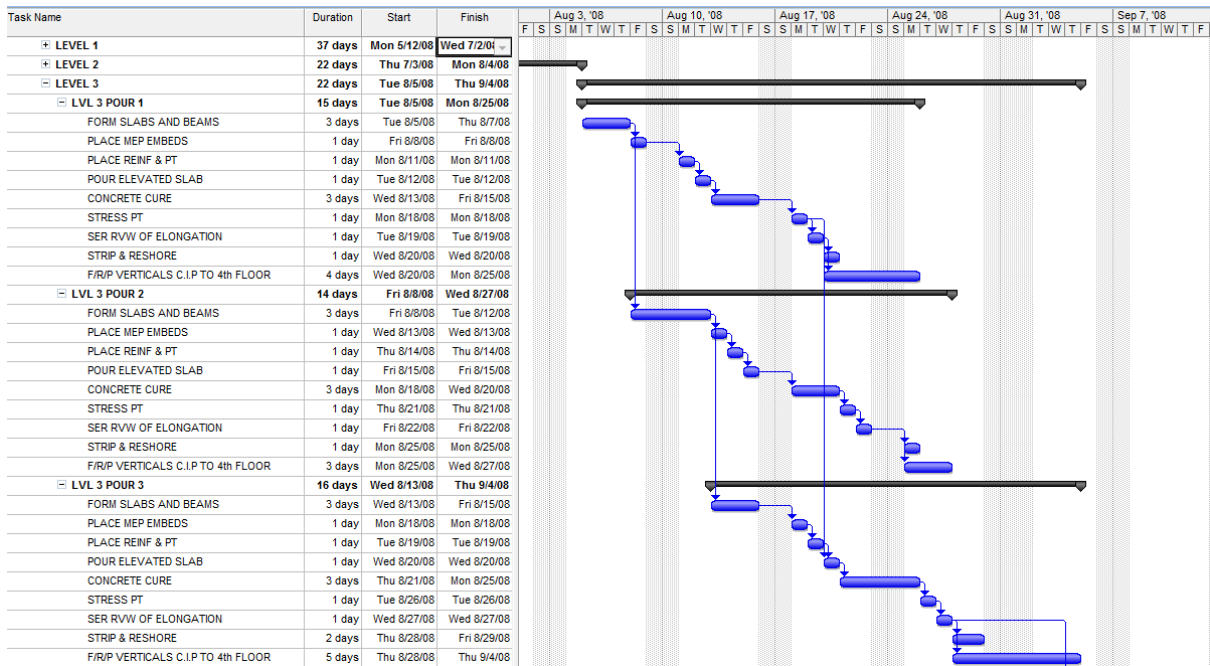 Task Name Duration Start Finish Aug 3, '08 Aug 10, '08 Aug 17, '08 Aug 24, '08 Aug 31, '08 Sep 7, '08
F S S M T W T F S S M T W T F S S M T W T F S S M T W T F S S M T W T F S S M T W T F
LEVEL 1 37 days Mon 5/12/08 Wed 7/2/08
LEVEL 2 22 days Thu 7/3/08 Mon 8/4/08
LEVEL 3 22 days Tue 8/5/08 Thu 9/4/08
LVL 3 POUR 1 15 days Tue 8/5/08 Mon 8/25/08
FORM SLABS AND BEAMS 3 days Tue 8/5/08 Thu 8/7/08
PLACE MEP EMBEDS 1 day Fri 8/8/08 Fri 8/8/08
PLACE REINF & PT 1 day Mon 8/11/08 Mon 8/11/08
POUR ELEVATED SLAB 1 day Tue 8/12/08 Tue 8/12/08
CONCRETE CURE 3 days Wed 8/13/08 Fri 8/15/08
STRESS PT 1 day Mon 8/18/08 Mon 8/18/08
SER RVW OF ELONGATION 1 day Tue 8/19/08 Tue 8/19/08
STRIP & RESHORE 1 day Wed 8/20/08 Wed 8/20/08
F/R/P VERTICALS C.I.P TO 4th FLOOR 4 days Wed 8/20/08 Mon 8/25/08
LVL 3 POUR 2 14 days Fri 8/8/08 Wed 8/27/08
FORM SLABS AND BEAMS 3 days Fri 8/8/08 Tue 8/12/08
PLACE MEP EMBEDS 1 day Wed 8/13/08 Wed 8/13/08
PLACE REINF & PT 1 day Thu 8/14/08 Thu 8/14/08
POUR ELEVATED SLAB 1 day Fri 8/15/08 Fri 8/15/08
CONCRETE CURE 3 days Mon 8/18/08 Wed 8/20/08
STRESS PT 1 day Thu 8/21/08 Thu 8/21/08
SER RVW OF ELONGATION 1 day Fri 8/22/08 Fri 8/22/08
STRIP & RESHORE 1 day Mon 8/25/08 Mon 8/25/08
F/R/P VERTICALS C.I.P TO 4th FLOOR 3 days Mon 8/25/08 Wed 8/27/08
LVL 3 POUR 3 16 days Wed 8/13/08 Thu 9/4/08
FORM SLABS AND BEAMS 3 days Wed 8/13/08 Fri 8/15/08
PLACE MEP EMBEDS 1 day Mon 8/18/08 Mon 8/18/08
PLACE REINF & PT 1 day Tue 8/19/08 Tue 8/19/08
POUR ELEVATED SLAB 1 day Wed 8/20/08 Wed 8/20/08
CONCRETE CURE 3 days Thu 8/21/08 Mon 8/25/08
STRESS PT 1 day Tue 8/26/08 Tue 8/26/08
SER RVW OF ELONGATION 1 day Wed 8/27/08 Wed 8/27/08
STRIP & RESHORE 2 days Thu 8/28/08 Fri 8/29/08
F/R/P VERTICALS C.I.P TO 4th FLOOR 5 days Thu 8/28/08 Thu 9/4/08